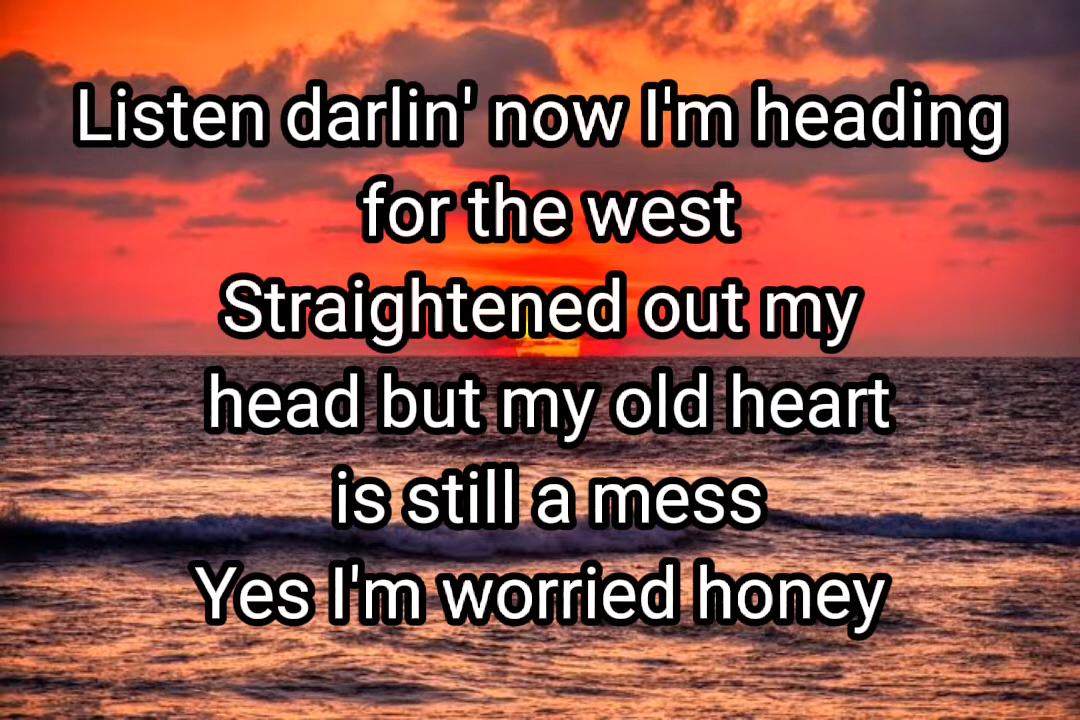 Listen darlin' now I'm heading
for the west
Straightened out my
head but my old heart
is still a mess
Yes I'm worried honey